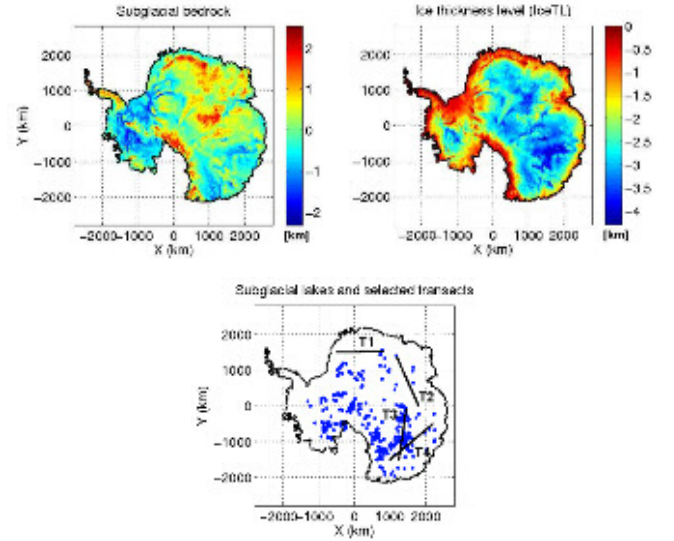 Subglacial bedrock
2000
1000
0
−1000
−2000
Y (km)
−2000−1000 0 1000 2000
X (km)
2
1
0
−1
−2
[km]
Ice thickness level (IceTL)
2000
1000
0
−1000
−2000
−2000−1000 0 1000 2000
X (km)
0
−0.5
−1
−1.5
−2
−2.5
−3
−3.5
−4
[km]
Subglacial lakes and selected transects
2000
1000
0
−1000
−2000
Y (km)
T1
T2
T3
T4
−2000−1000 0 1000 2000
X (km)